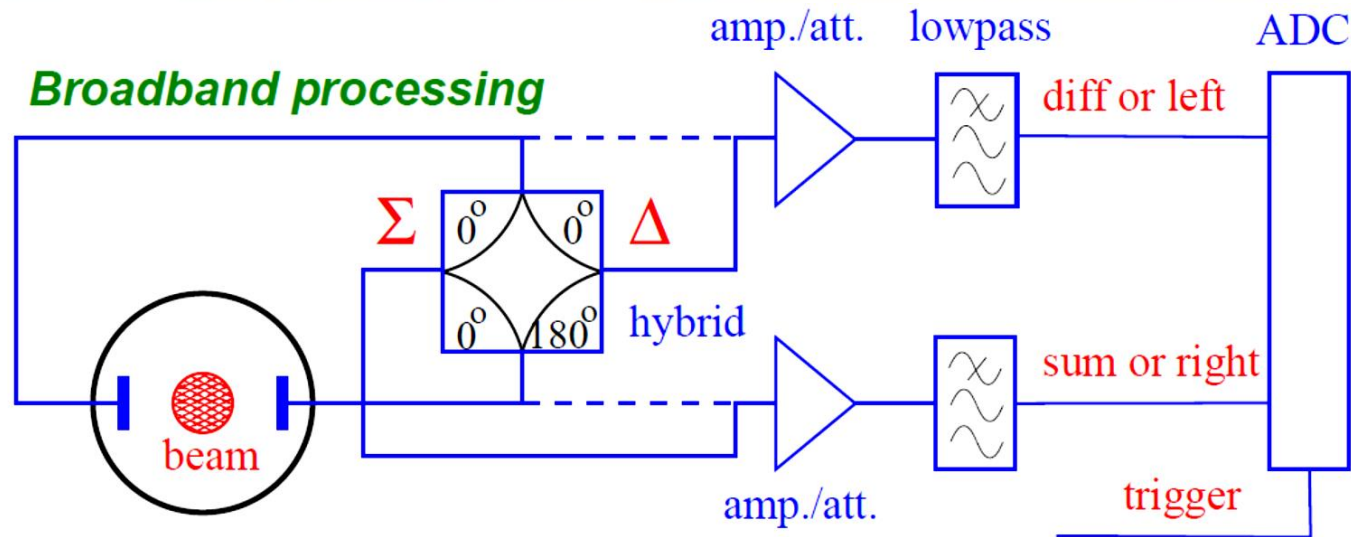 amp./att. lowpass ADC
Broadband processing
diff or left
Σ 0° 0° Δ
0° 180° hybrid
sum or right
beam
trigger
amp./att.